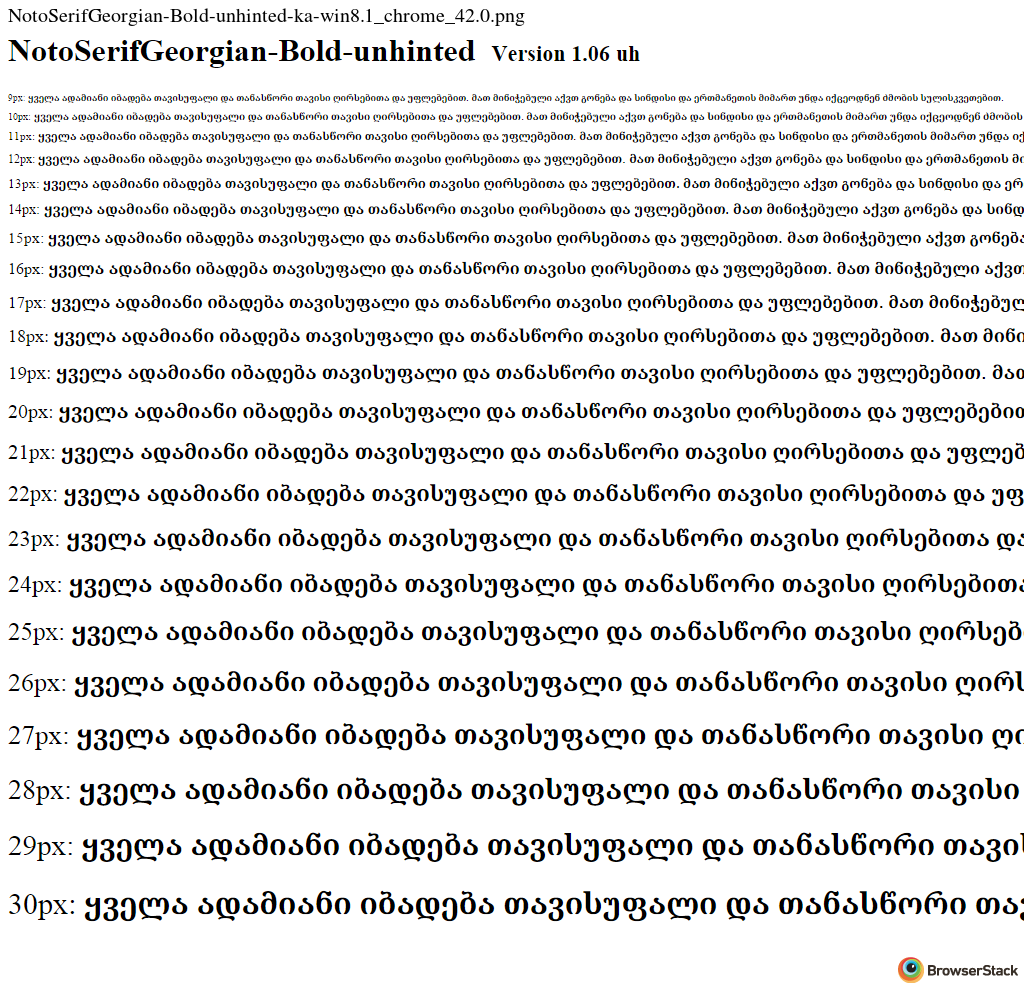 NotoSerifGeorgian-Bold-unhinted-ka-win8.1_chrome_42.0.png
NotoSerifGeorgian-Bold-unhinted Version 1.06 uh
9px: ყველა ადამიანი იბადება თავისუფალი და თანასწორი თავისი ღირსებითა და უფლებებით. მათ მინიჭებული აქვთ გონება და სინდისი და ერთმანეთის მიმართ უნდა იქცეოდნენ ძმობის სულისკვეთებით.
10px: ყველა ადამიანი იბადება თავისუფალი და თანასწორი თავისი ღირსებითა და უფლებებით. მათ მინიჭებული აქვთ გონება და სინდისი და ერთმანეთის მიმართ უნდა იქცეოდნენ ძმობის
11px: ყველა ადამიანი იბადება თავისუფალი და თანასწორი თავისი ღირსებითა და უფლებებით. მათ მინიჭებული აქვთ გონება და სინდისი და ერთმანეთის მიმართ უნდა იქ
12px: ყველა ადამიანი იბადება თავისუფალი და თანასწორი თავისი ღირსებითა და უფლებებით. მათ მინიჭებული აქვთ გონება და სინდისი და ერთმანეთის მი
13px: ყველა ადამიანი იბადება თავისუფალი და თანასწორი თავისი ღირსებითა და უფლებებით. მათ მინიჭებული აქვთ გონება და სინდისი და ერ
14px: ყველა ადამიანი იბადება თავისუფალი და თანასწორი თავისი ღირსებითა და უფლებებით. მათ მინიჭებული აქვთ გონება და სინდ
15px: ყველა ადამიანი იბადება თავისუფალი და თანასწორი თავისი ღირსებითა და უფლებებით. მათ მინიჭებული აქვთ გონება
16px: ყველა ადამიანი იბადება თავისუფალი და თანასწორი თავისი ღირსებითა და უფლებებით. მათ მინიჭებული აქვთ
17px: ყველა ადამიანი იბადება თავისუფალი და თანასწორი თავისი ღირსებითა და უფლებებით. მათ მინიჭებულ
18px: ყველა ადამიანი იბადება თავისუფალი და თანასწორი თავისი ღირსებითა და უფლებებით. მათ მინი
19px: ყველა ადამიანი იბადება თავისუფალი და თანასწორი თავისი ღირსებითა და უფლებებით. მათ
20px: ყველა ადამიანი იბადება თავისუფალი და თანასწორი თავისი ღირსებითა და უფლებებით
21px: ყველა ადამიანი იბადება თავისუფალი და თანასწორი თავისი ღირსებითა და უფლებ
22px: ყველა ადამიანი იბადება თავისუფალი და თანასწორი თავისი ღირსებითა და უფ
23px: ყველა ადამიანი იბადება თავისუფალი და თანასწორი თავისი ღირსებითა და
24px: ყველა ადამიანი იბადება თავისუფალი და თანასწორი თავისი ღირსებითა
25px: ყველა ადამიანი იბადება თავისუფალი და თანასწორი თავისი ღირსებ
26px: ყველა ადამიანი იბადება თავისუფალი და თანასწორი თავისი ღირს
27px: ყველა ადამიანი იბადება თავისუფალი და თანასწორი თავისი ღი
28px: ყველა ადამიანი იბადება თავისუფალი და თანასწორი თავისი
29px: ყველა ადამიანი იბადება თავისუფალი და თანასწორი თავი
30px: ყველა ადამიანი იბადება თავისუფალი და თანასწორი თა
BrowserStack